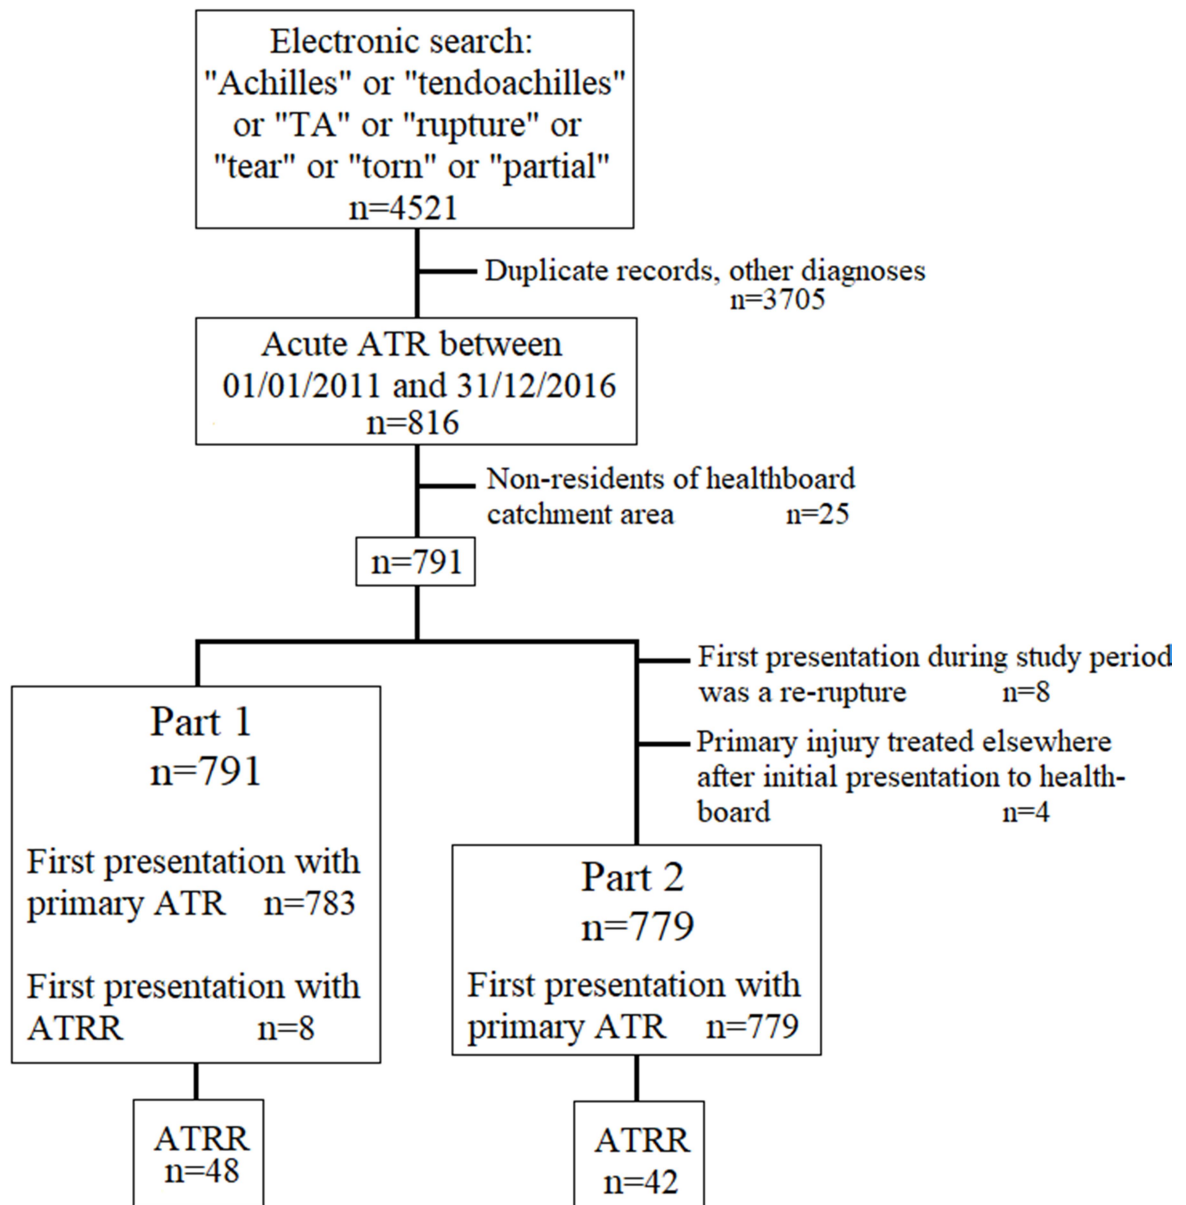 Electronic search:
"Achilles" or "tendoachilles"
or "TA" or "rupture" or
"tear" or "torn" or "partial"
n=4521
Duplicate records, other diagnoses
n=3705
Acute ATR between
01/01/2011 and 31/12/2016
n=816
Non-residents of healthboard
catchment area n=25
n=791
First presentation during study period
was a re-rupture n=8
Primary injury treated elsewhere
after initial presentation to health-
board n=4
Part 1
n=791
First presentation with
primary ATR n=783
First presentation with
ATRR n=8
Part 2
n=779
First presentation with
primary ATR n=779
ATRR
n=48
ATRR
n=42